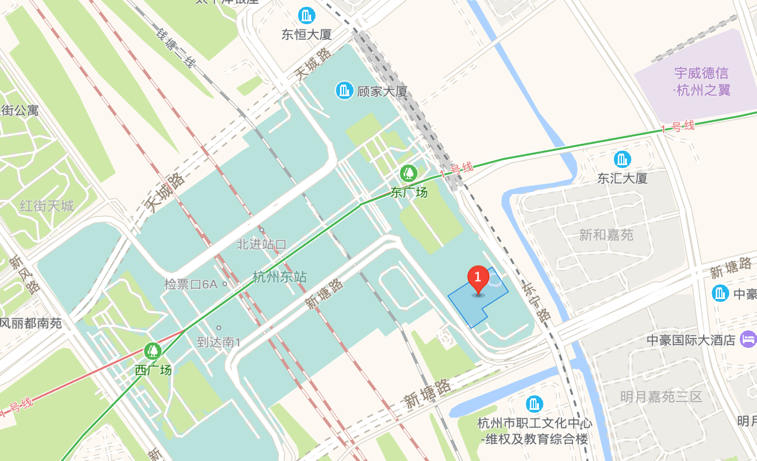 东恒大厦
钱塘二线
天城路
顾家大厦
宇威德信
·杭州之翼
街公寓
1号线
1号线
东汇大厦
东广场
天城路
红街天城
新和嘉苑
北进站口
新风路
检票口6A
杭州东站
1
新塘路
新塘路
东宁路
中豪
风丽都南苑
到达南1
中豪国际大酒店
西广场
新塘路
明月嘉苑三区
号线
杭州市职工文化中心
-维权及教育综合楼
明月
新